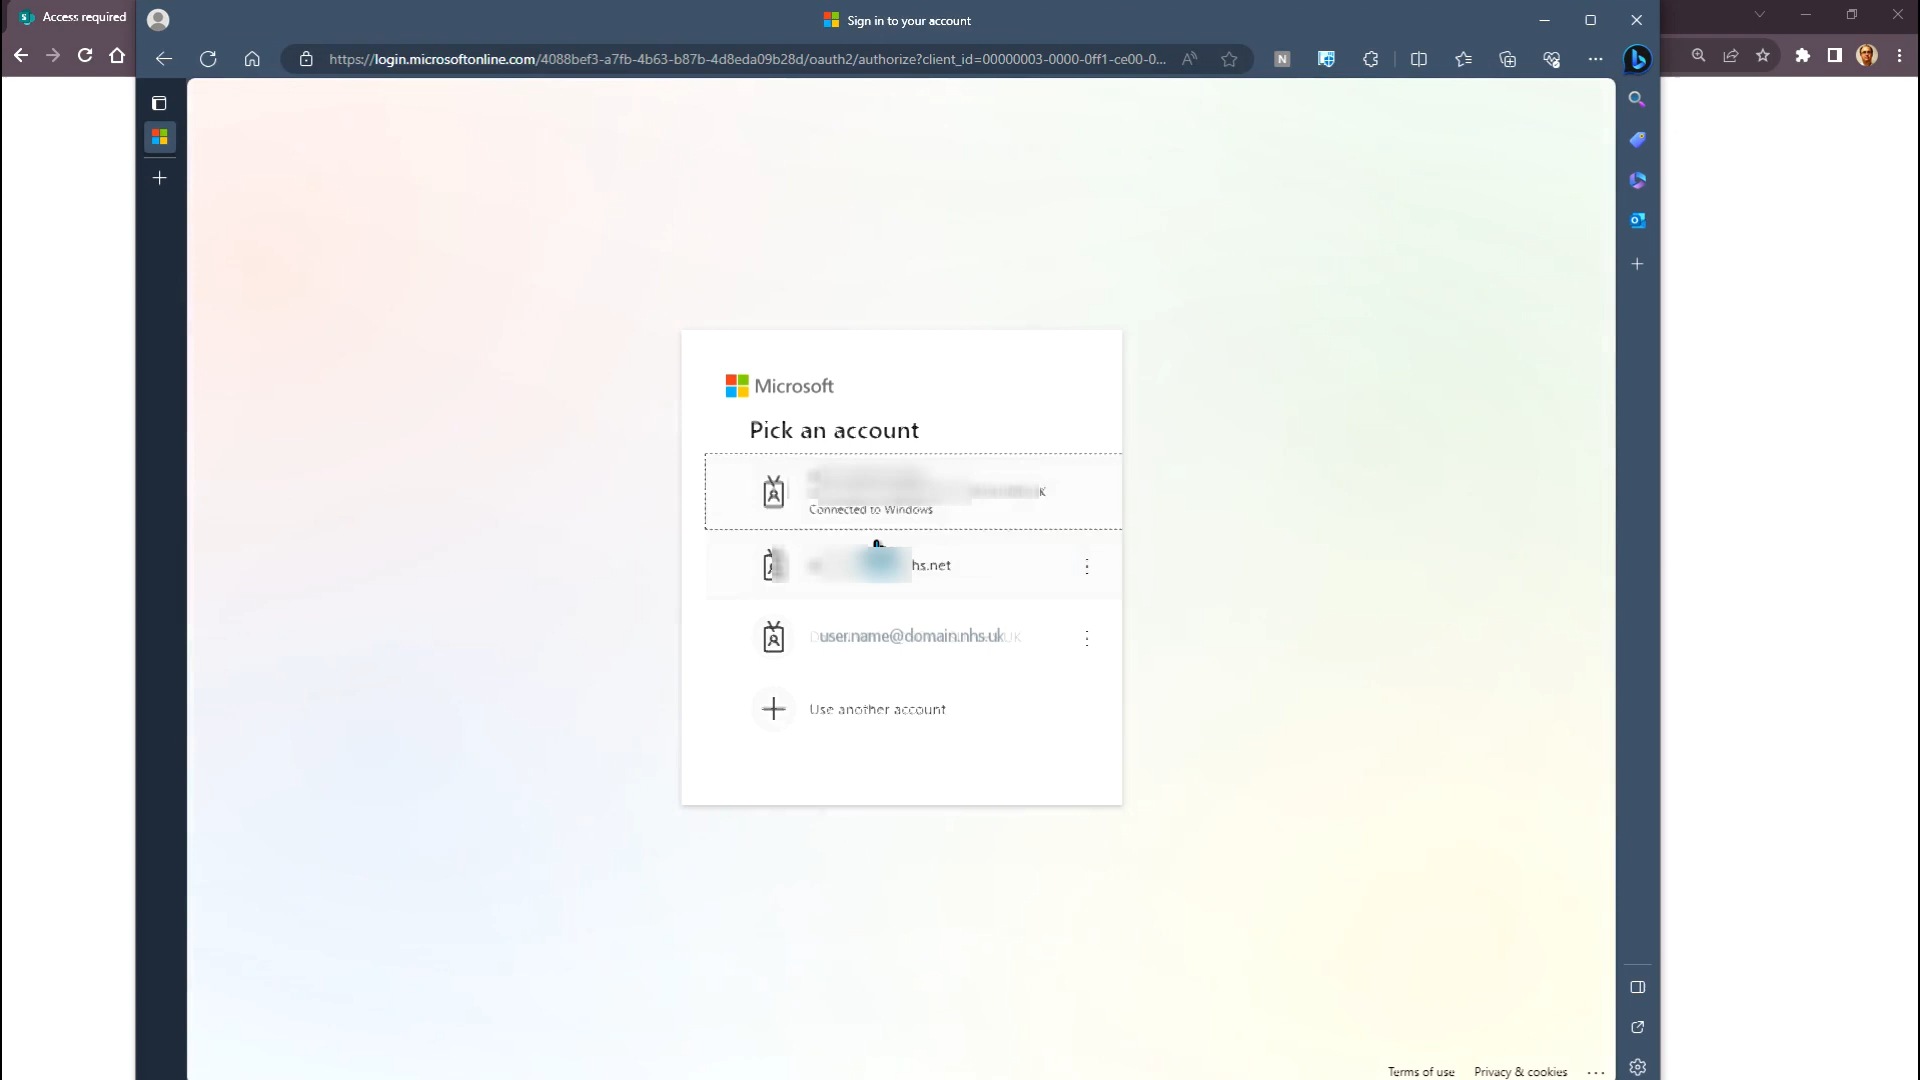 Access required
Sign in to your account
https://login.microsoftonline.com/4088bef3-a7fb-4b63-b87b-4d8eda09b28d/oauth2/authorize?client_id=00000003-0000-0ff1-ce00-0...
Microsoft
Pick an account
K
Connected to Windows
hs.net
user.name@domain.nhs.uk
Use another account
Terms of use
Privacy & cookies